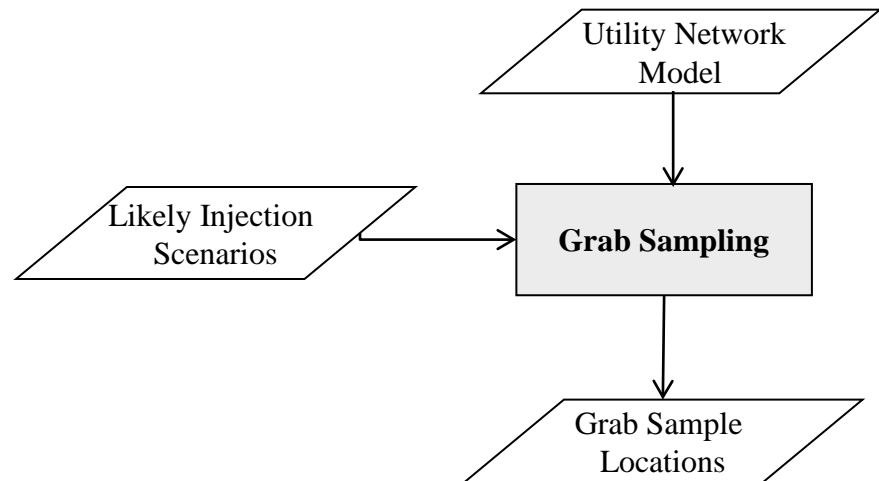 Utility Network
Model
Likely Injection
Scenarios
Grab Sampling
Grab Sample
Locations